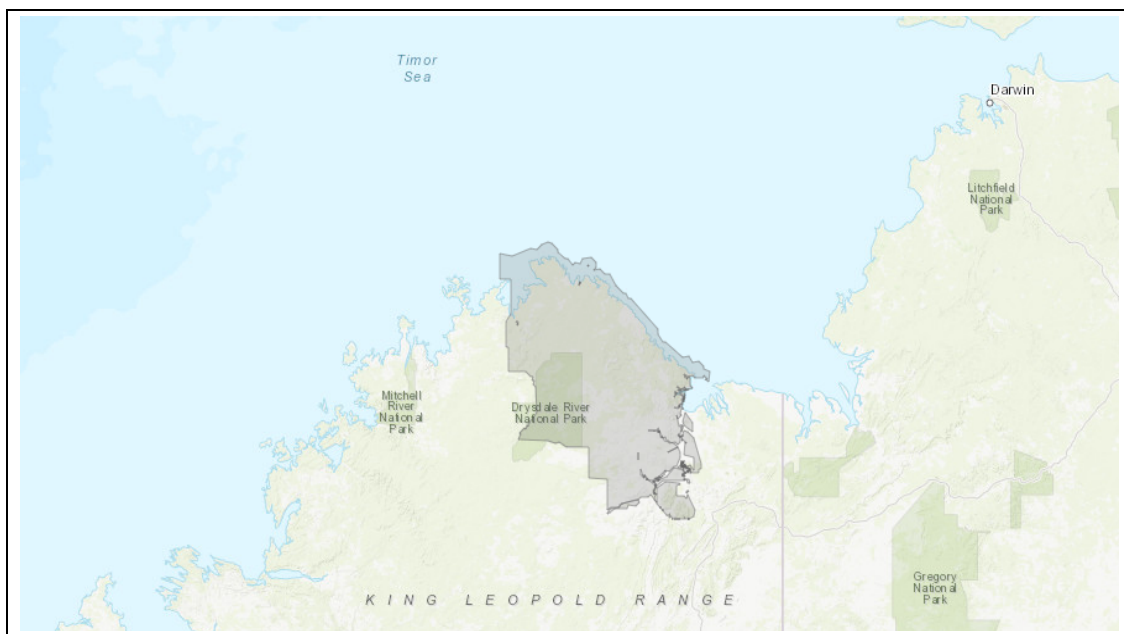 Timor
Sea
Darwin
Litchfield
National
Park
Mitchell
River
National
Park
Drysdale River
National Park
Gregory
National
Park
KING LEOPOLD RANGE